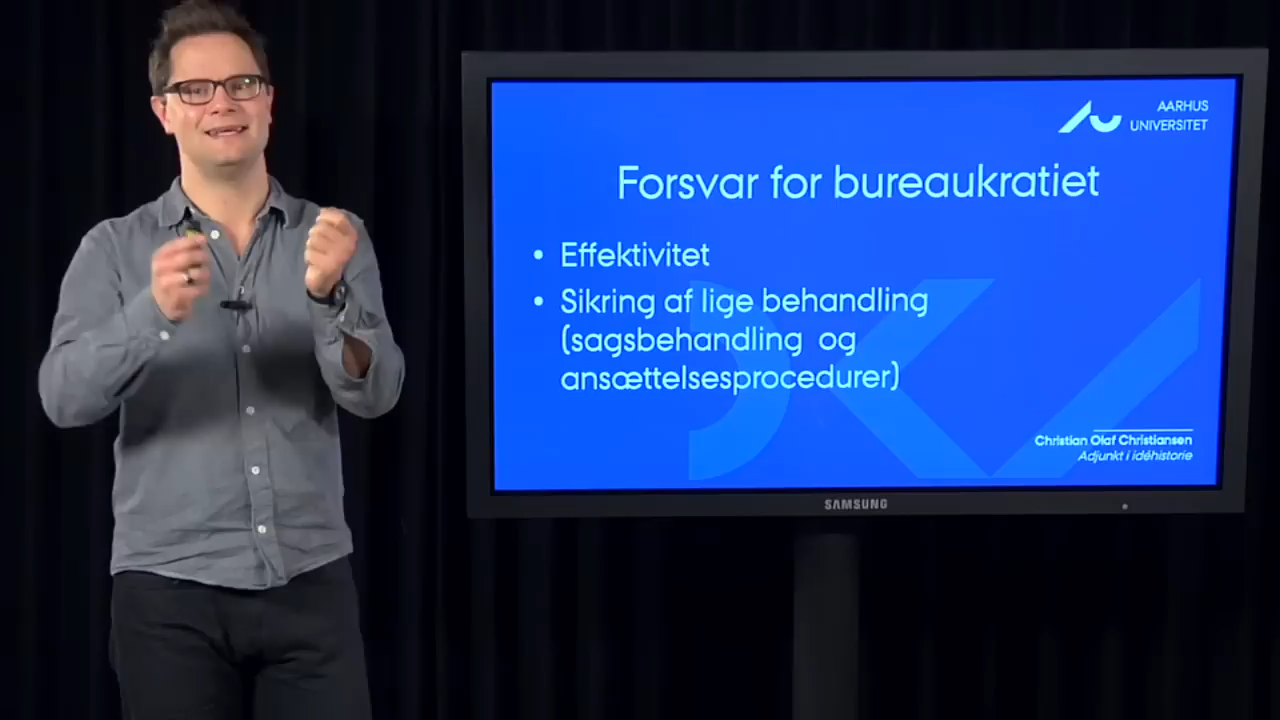 AARHUS
UNIVERSITET
Forsvar for bureaukratiet
• Effektivitet
• Sikring af lige behandling
(sagsbehandling og
ansættelsesprocedurer)
Christian Olaf Christiansen
Adjunkt i idéhistorie
SAMSUNG